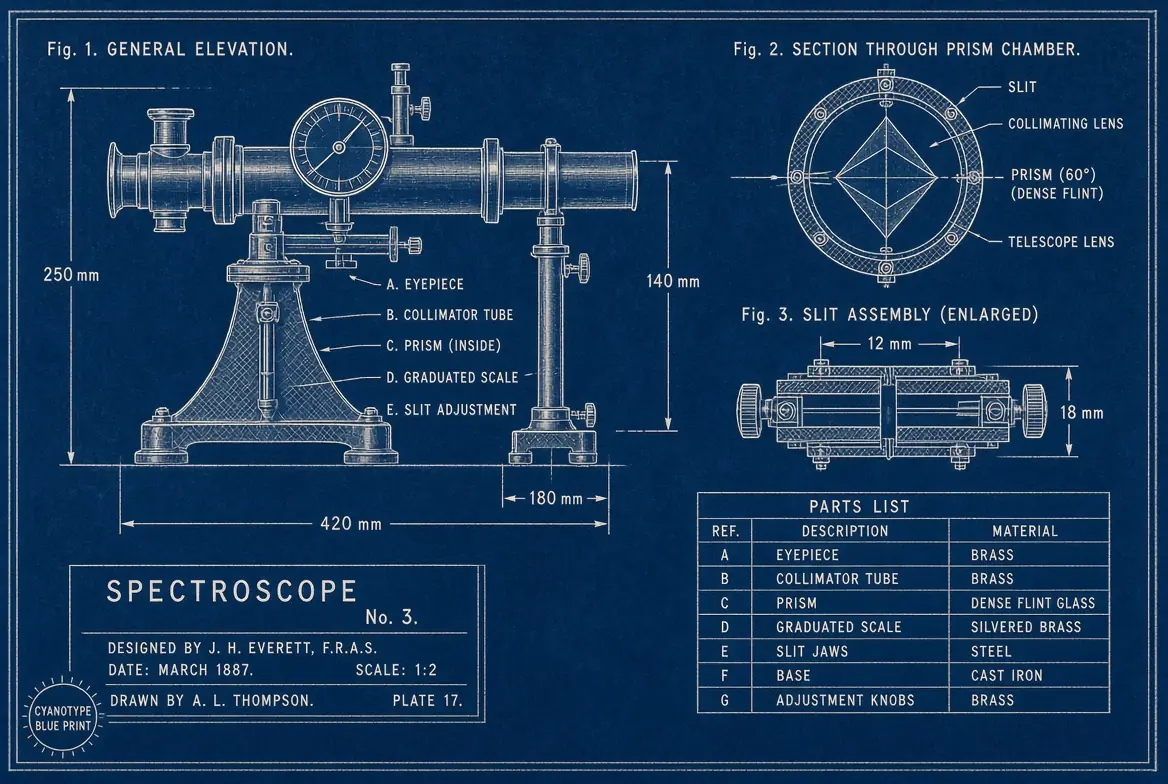 Fig. 1. GENERAL ELEVATION.
250 mm
A. EYEPIECE
B. COLLIMATOR TUBE
C. PRISM (INSIDE)
D. GRADUATED SCALE
E. SLIT ADJUSTMENT
140 mm
180 mm
420 mm
Fig. 2. SECTION THROUGH PRISM CHAMBER.
SLIT
COLLIMATING LENS
PRISM (60°)
(DENSE FLINT)
TELESCOPE LENS
Fig. 3. SLIT ASSEMBLY (ENLARGED)
12 mm
18 mm
PARTS LIST
REF. DESCRIPTION MATERIAL
A EYEPIECE BRASS
B COLLIMATOR TUBE BRASS
C PRISM DENSE FLINT GLASS
D GRADUATED SCALE SILVERED BRASS
E SLIT JAWS STEEL
F BASE CAST IRON
G ADJUSTMENT KNOBS BRASS
SPECTROSCOPE
No. 3.
DESIGNED BY J. H. EVERETT, F.R.A.S.
DATE: MARCH 1887. SCALE: 1:2
DRAWN BY A. L. THOMPSON. PLATE 17.
CYANOTYPE
BLUE PRINT